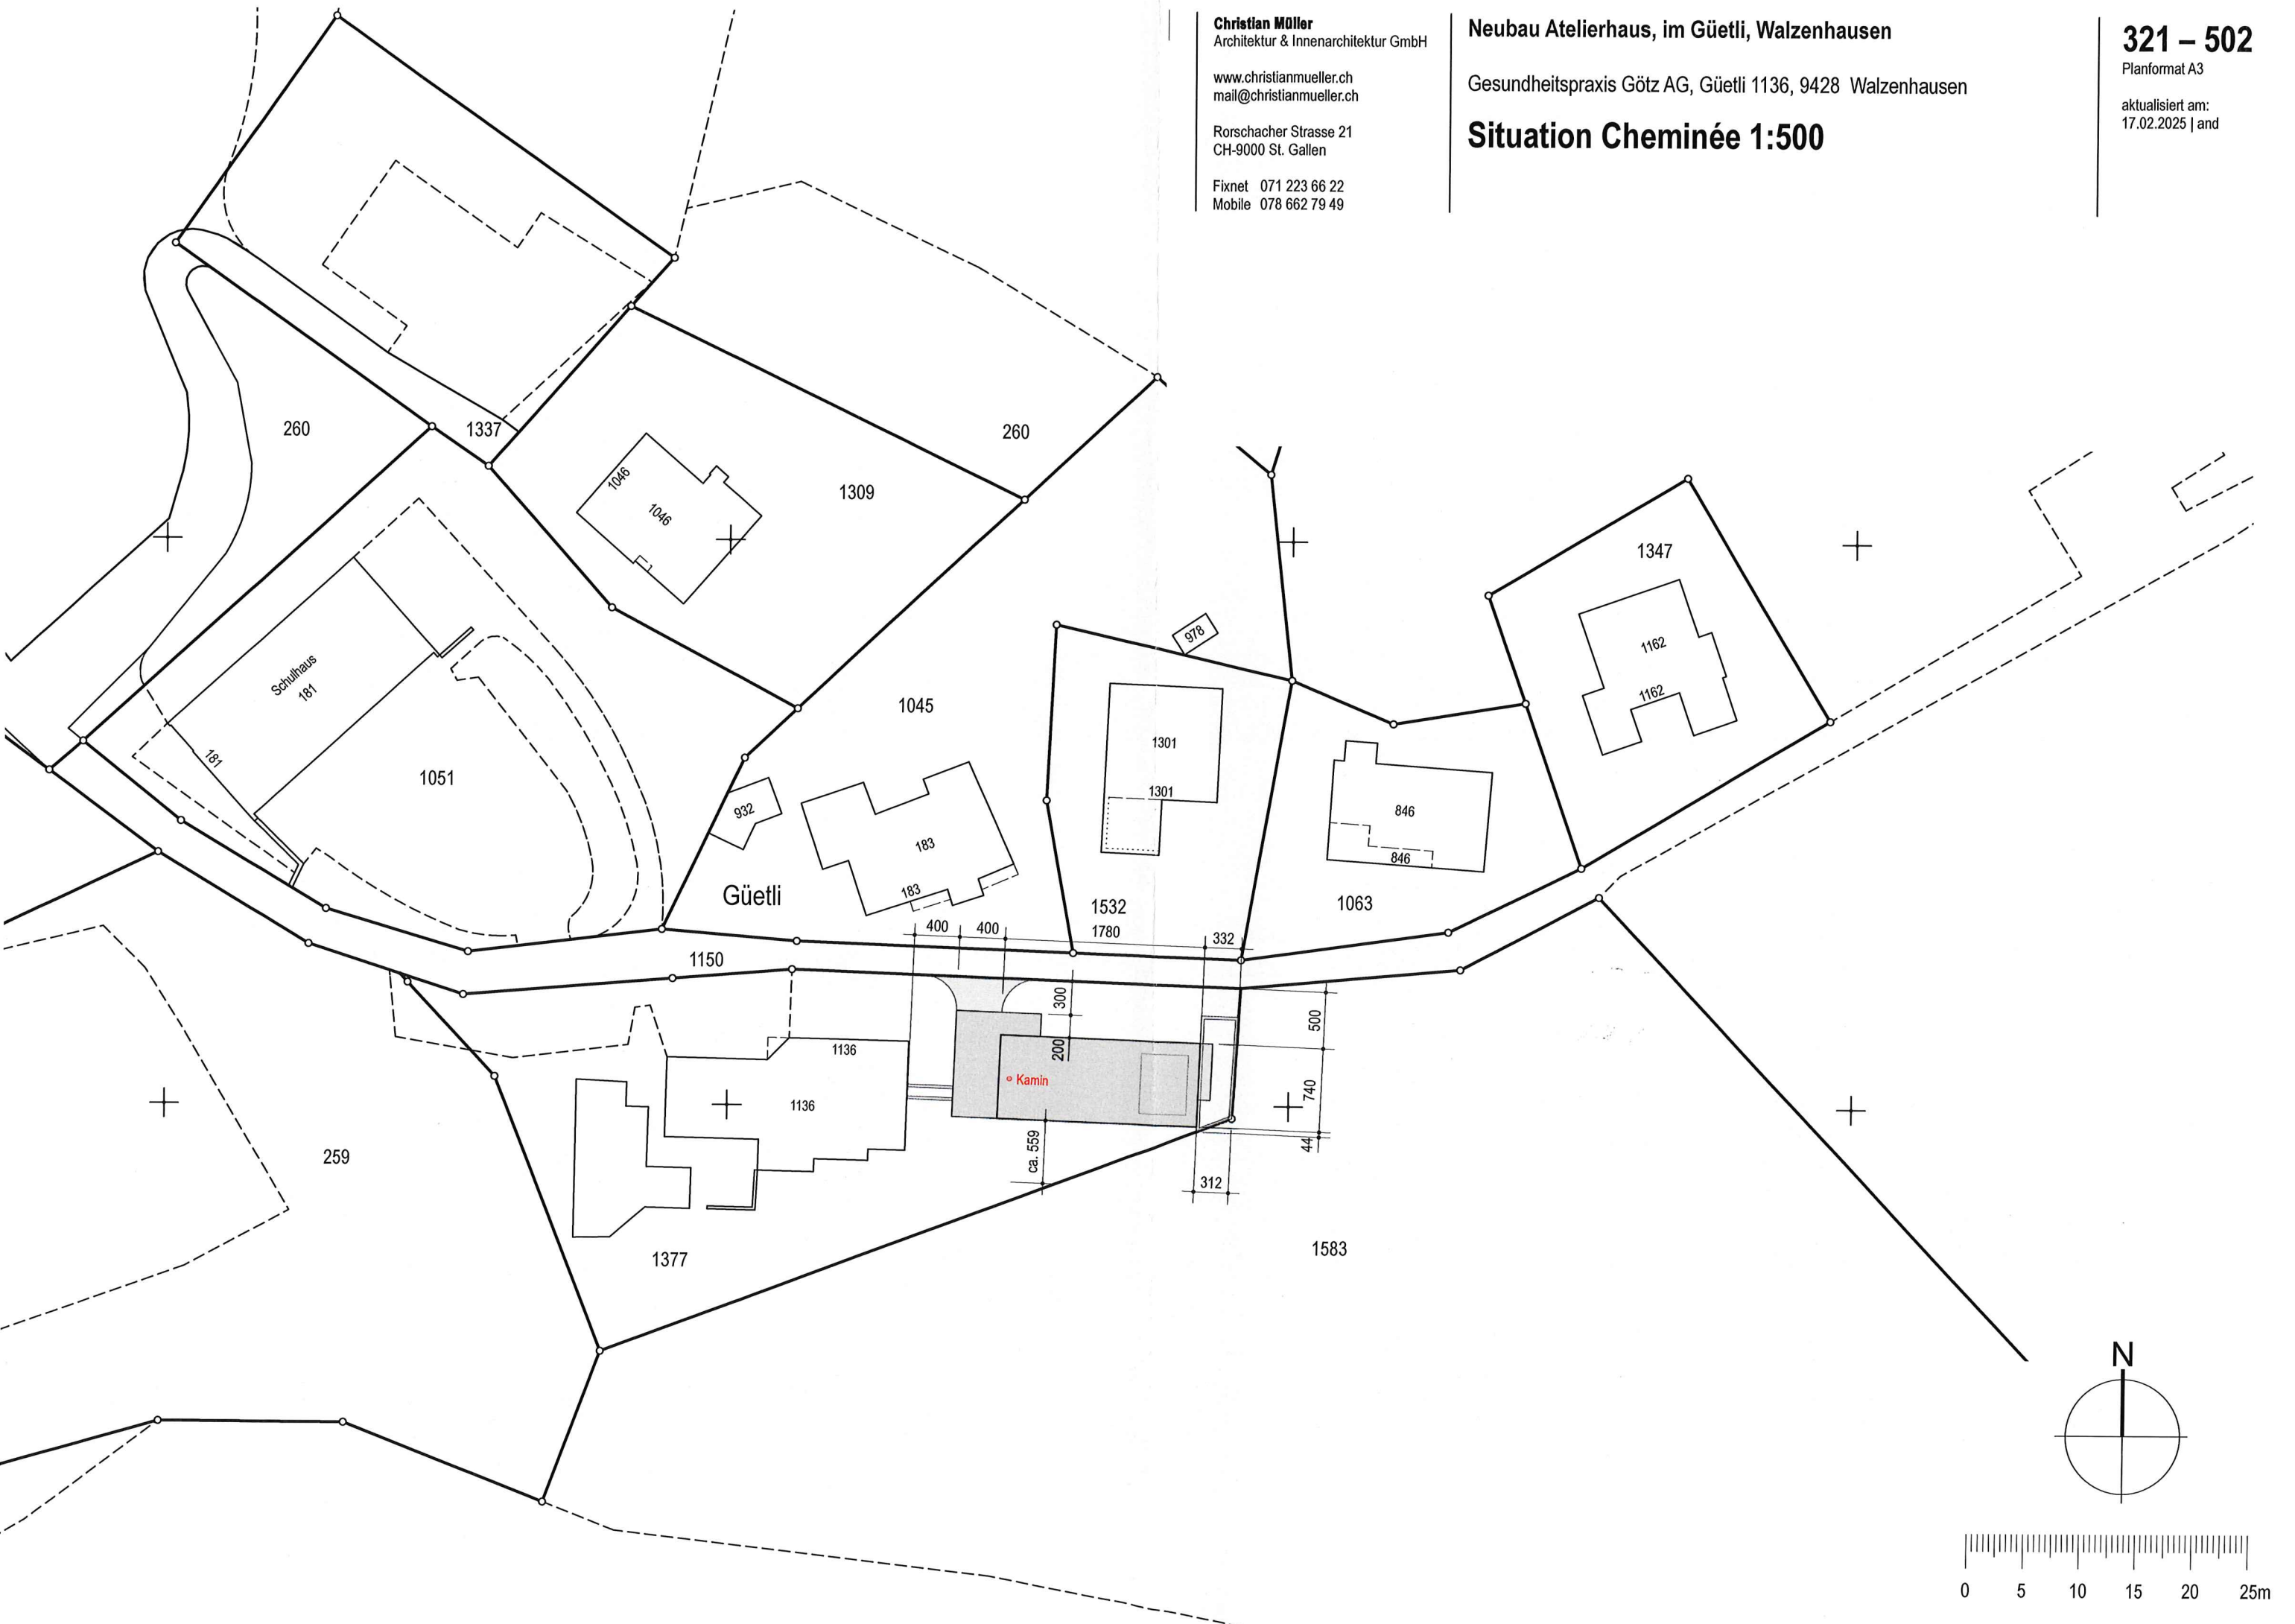 Christian Müller
Architektur & Innenarchitektur GmbH
www.christianmueller.ch
mail@christianmueller.ch
Rorschacher Strasse 21
CH-9000 St. Gallen
Fixnet 071 223 66 22
Mobile 078 662 79 49
Neubau Atelierhaus, im Güetli, Walzenhausen
Gesundheitspraxis Götz AG, Güetli 1136, 9428 Walzenhausen
Situation Cheminée 1:500
321 – 502
Planformat A3
aktualisiert am:
17.02.2025 | and
260
1337
260
1046
1046
1309
1347
978
1162
1162
Schulhaus
181
181
1051
1045
1301
1301
932
183
183
846
846
Güetli
1532
1063
400
400
1780
332
1150
300
200
500
740
44
1136
1136
Kamin
ca. 559
312
259
1377
1583
N
0 5 10 15 20 25m